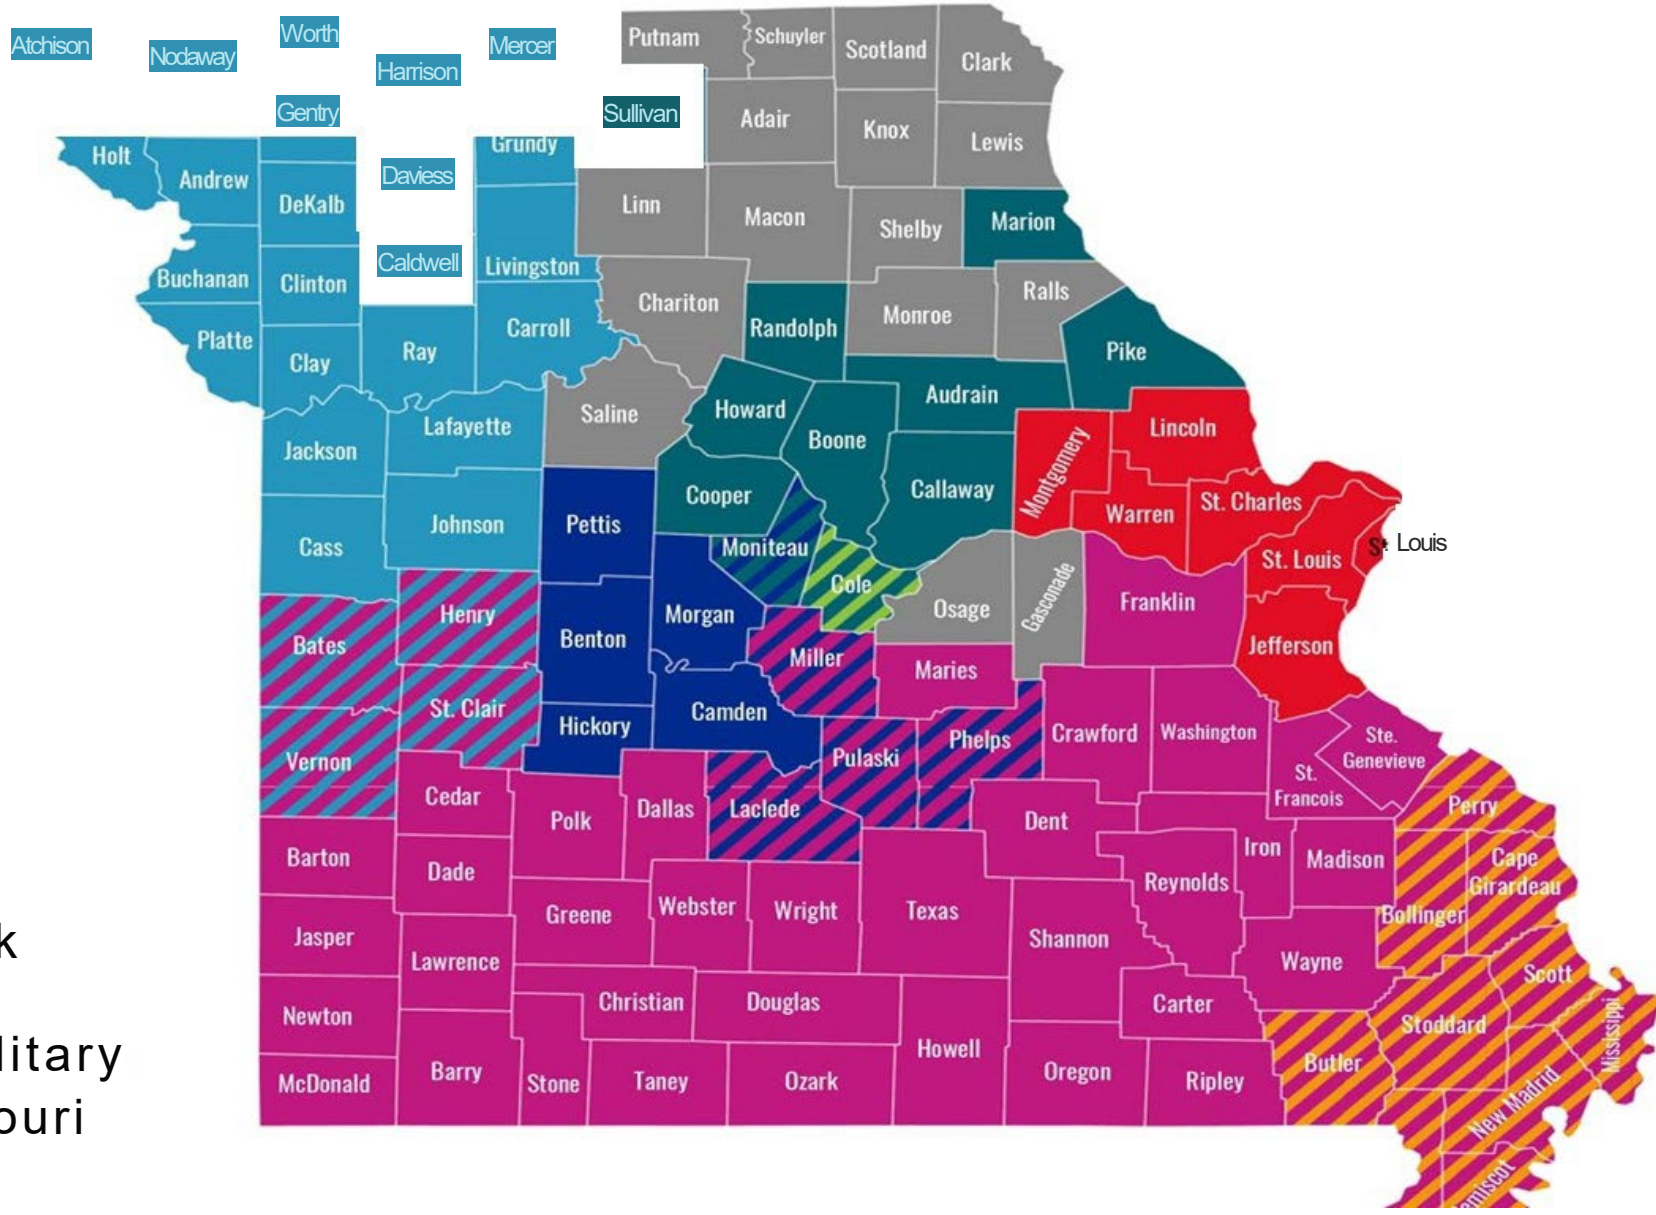 Atchison
Nodaway
Worth
Harrison
Mercer
Gentry
Putnam
Schuyler
Scotland
Clark
Sullivan
Adair
Knox
Lewis
Holt
Andrew
DeKalb
Daviess
Grundy
Linn
Macon
Shelby
Marion
Buchanan
Clinton
Caldwell
Livingston
Chariton
Randolph
Monroe
Ralls
Platte
Clay
Ray
Carroll
Pike
Jackson
Lafayette
Saline
Howard
Boone
Audrain
Callaway
Montgomery
Lincoln
Cass
Johnson
Pettis
Cooper
Moniteau
Cole
Warren
St. Charles
St. Louis
Louis
Bates
Henry
Benton
Morgan
Miller
Osage
Gasconade
Franklin
Jefferson
Maries
Vernon
St. Clair
Hickory
Camden
Pulaski
Phelps
Crawford
Washington
Ste.
Genevieve
St.
Francois
Cedar
Polk
Dallas
Laclede
Dent
Iron
Madison
Perry
Barton
Dade
Greene
Webster
Wright
Texas
Shannon
Reynolds
Bollinger
Cape
Girardeau
Jasper
Lawrence
Christian
Douglas
Wayne
Scott
k
Newton
Carter
Stoddard
Mississippi
litary
McDonald
Barry
Stone
Taney
Ozark
Howell
Oregon
Ripley
Butler
New Madrid
ouri
emiscot